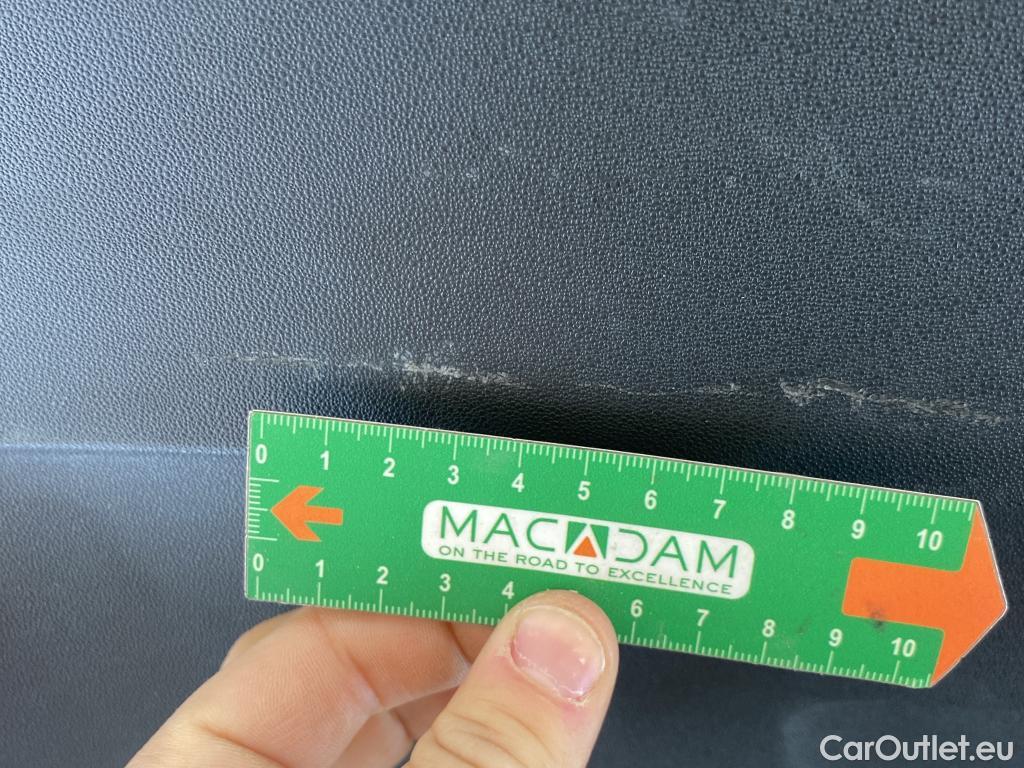 0 1 2 3 4 5 6 7 8 9 10
MACADAM
ON THE ROAD TO EXCELLENCE
0 1 2 3 4 6 7 8 9 10
CarOutlet.eu